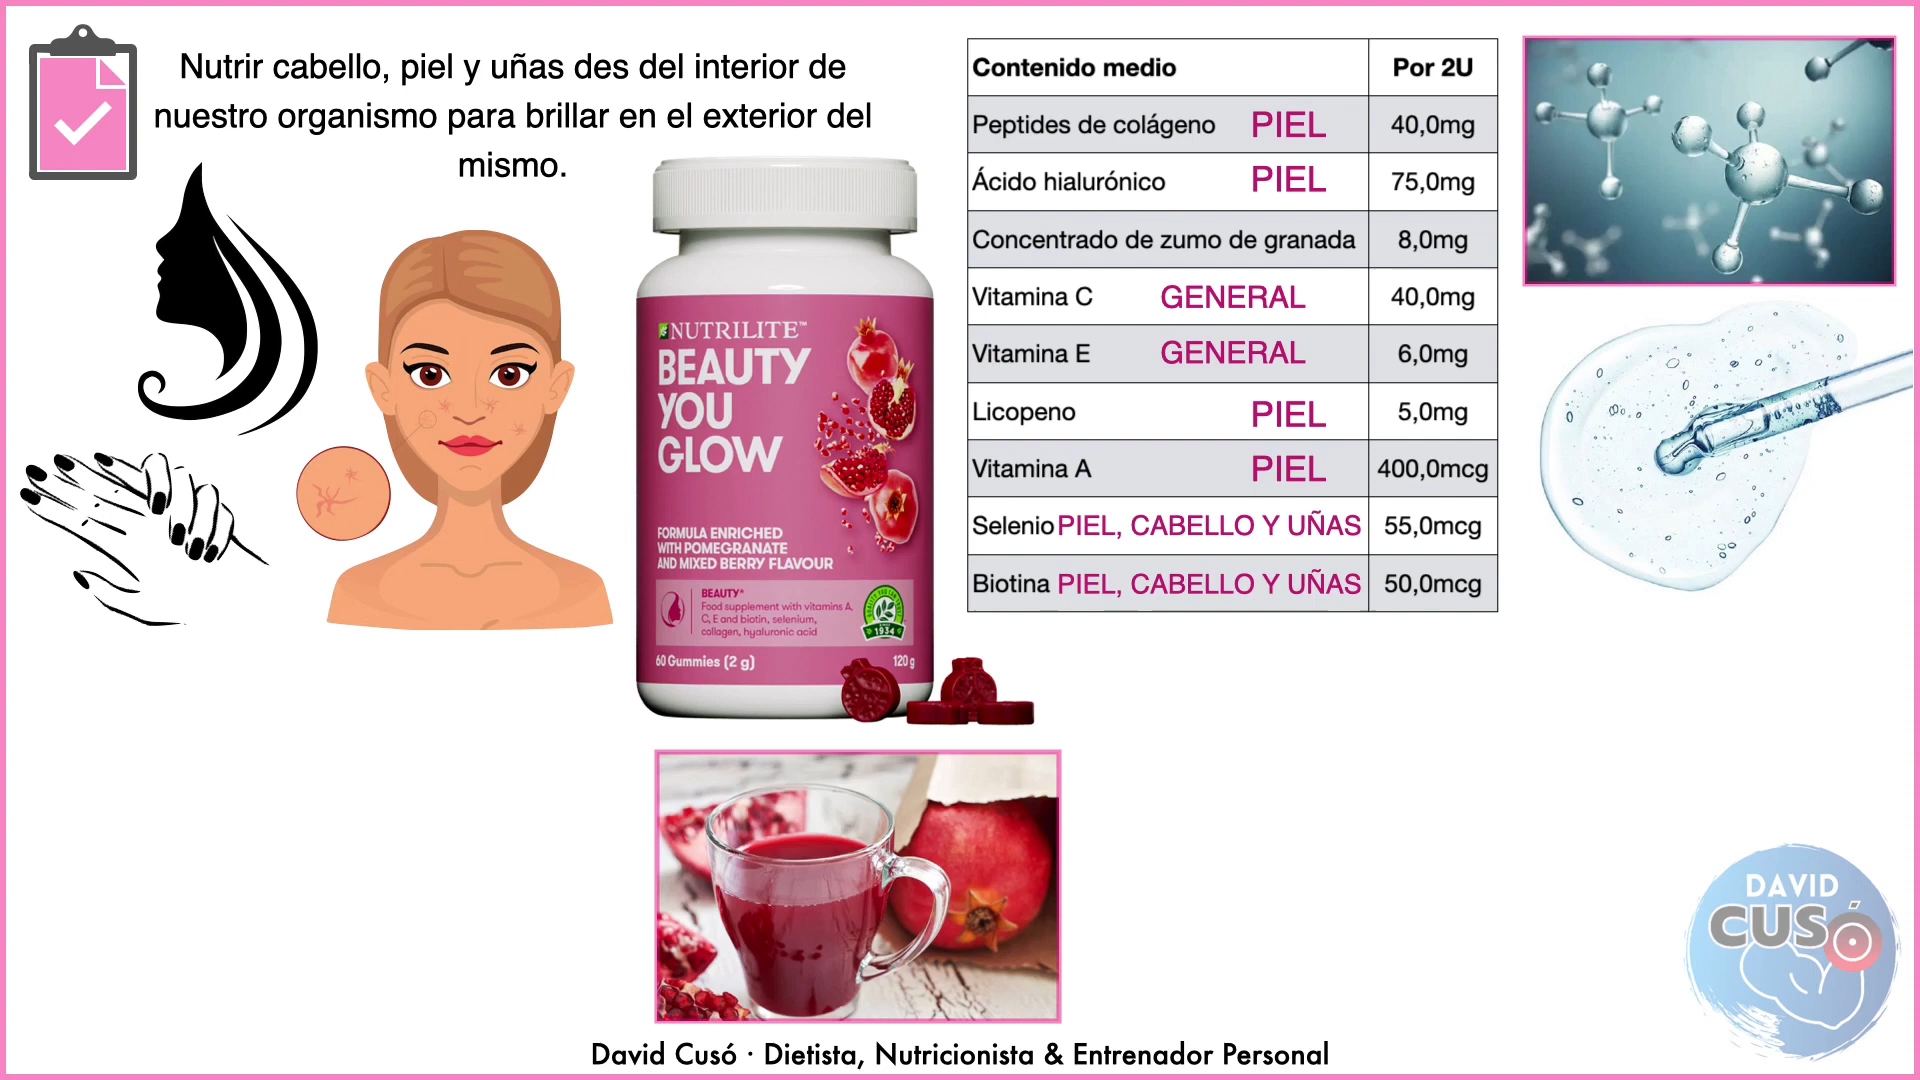 Nutrir cabello, piel y uñas des del interior de
nuestro organismo para brillar en el exterior del
mismo.
NUTRILITE™
BEAUTY
YOU
GLOW
FORMULA ENRICHED
WITH POMEGRANATE
AND MIXED BERRY FLAVOUR
BEAUTY*
Food supplement with vitamins A,
C, E and biotin, selenium,
collagen, hyaluronic acid
1934
60 Gummies (2 g) 120 g
Contenido medio Por 2U
Peptides de colágeno PIEL 40,0mg
Ácido hialurónico PIEL 75,0mg
Concentrado de zumo de granada 8,0mg
Vitamina C GENERAL 40,0mg
Vitamina E GENERAL 6,0mg
Licopeno PIEL 5,0mg
Vitamina A PIEL 400,0mcg
Selenio PIEL, CABELLO Y UÑAS 55,0mcg
Biotina PIEL, CABELLO Y UÑAS 50,0mcg
DAVID
CUSÓ
David Cusó · Dietista, Nutricionista & Entrenador Personal